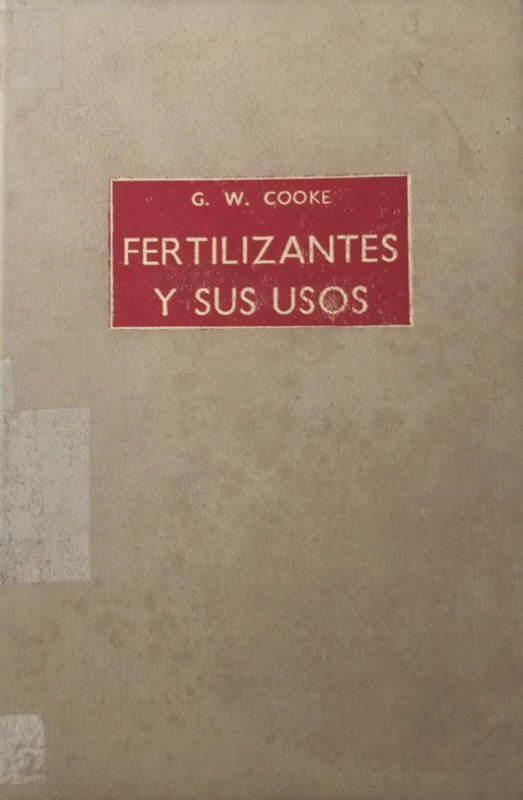 G. W. COOKE
FERTILIZANTES
Y SUS USOS